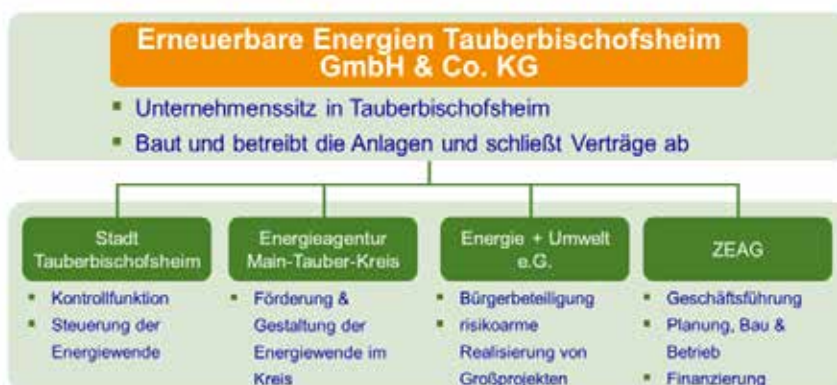 Erneuerbare Energien Tauberbischofsheim
GmbH & Co. KG
▪ Unternehmenssitz in Tauberbischofsheim
▪ Baut und betreibt die Anlagen und schließt Verträge ab
Stadt
Tauberbischofsheim
▪ Kontrollfunktion
▪ Steuerung der
Energiewende
Energieagentur
Main-Tauber-Kreis
▪ Förderung &
Gestaltung der
Energiewende im
Kreis
Energie + Umwelt
e.G.
▪ Bürgerbeteiligung
▪ risikoarme
Realisierung von
Großprojekten
ZEAG
▪ Geschäftsführung
▪ Planung, Bau &
Betrieb
▪ Finanzierung